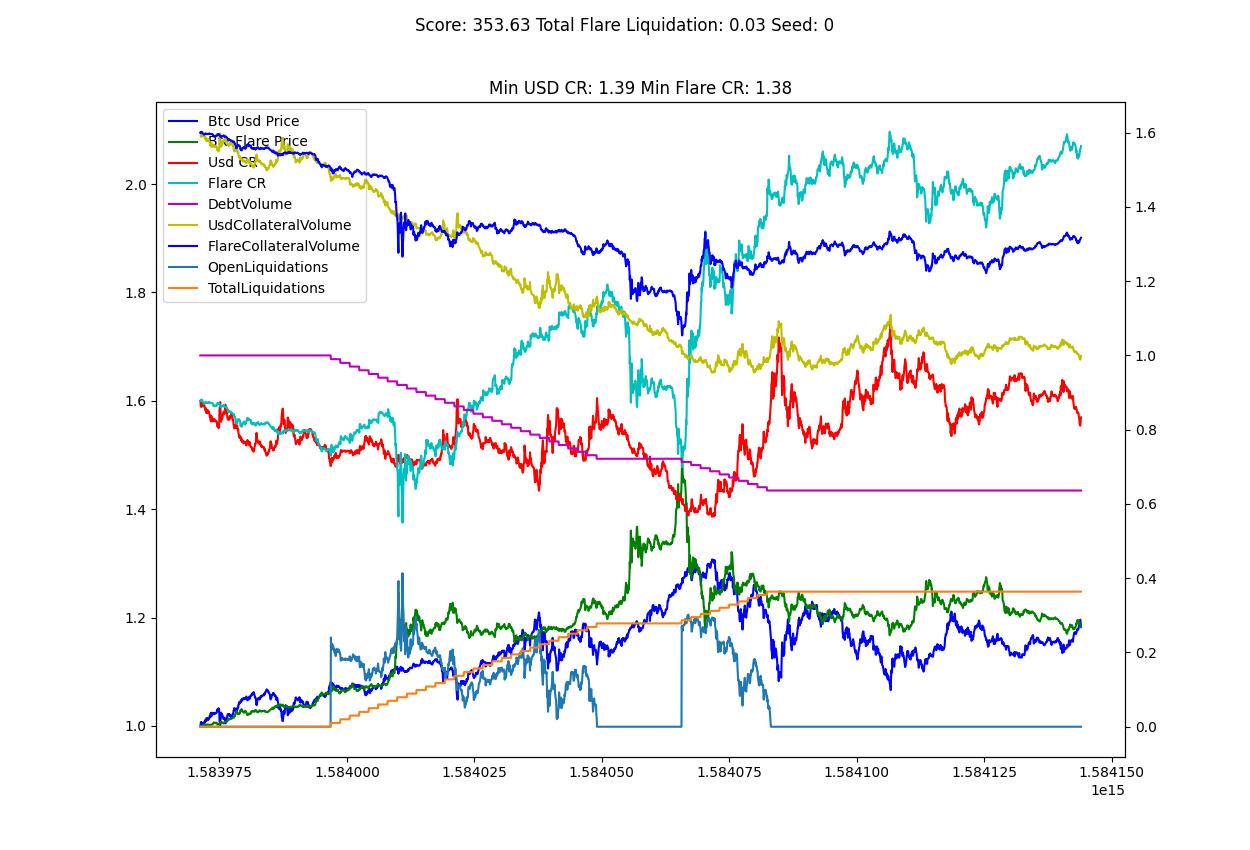 Score: 353.63 Total Flare Liquidation: 0.03 Seed: 0
Min USD CR: 1.39 Min Flare CR: 1.38
Btc Usd Price
Btc Flare Price
Usd CR
Flare CR
DebtVolume
UsdCollateralVolume
FlareCollateralVolume
OpenLiquidations
TotalLiquidations
2.0
1.8
1.6
1.4
1.2
1.0
1.6
1.4
1.2
1.0
0.8
0.6
0.4
0.2
0.0
1.583975 1.584000 1.584025 1.584050 1.584075 1.584100 1.584125 1.584150
1e15